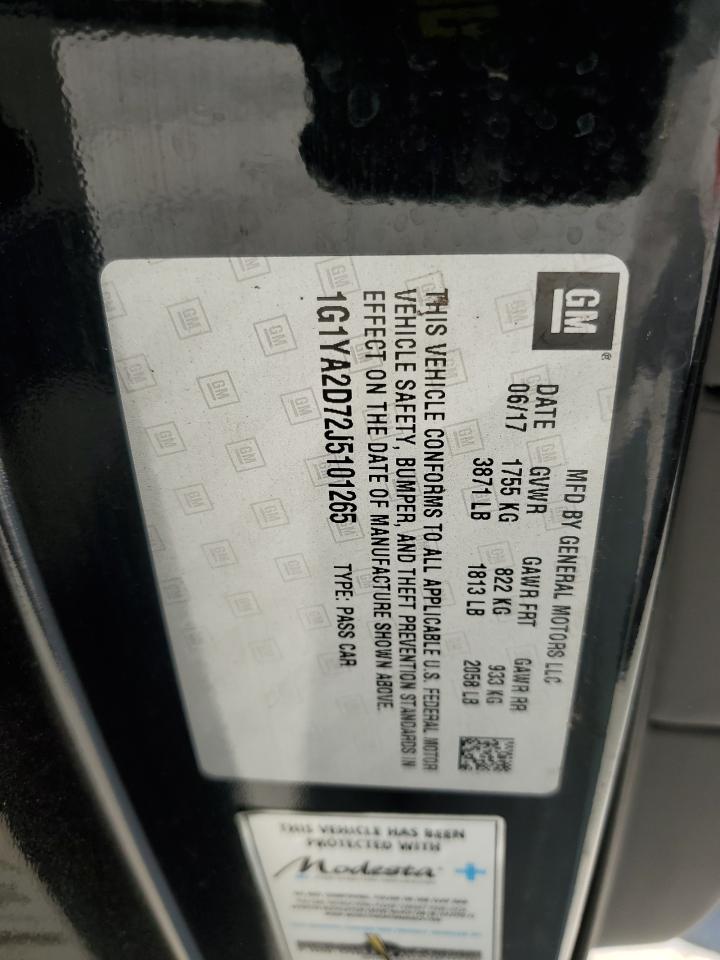 GM
MFD BY GENERAL MOTORS LLC
DATE GVWR GAWR FRT GAWR RR
06/17 1755 KG 822 KG 933 KG
3871 LB 1813 LB 2058 LB
THIS VEHICLE CONFORMS TO ALL APPLICABLE U.S. FEDERAL MOTOR
VEHICLE SAFETY, BUMPER, AND THEFT PREVENTION STANDARDS IN
EFFECT ON THE DATE OF MANUFACTURE SHOWN ABOVE.
1G1YA2D72J5101265 TYPE: PASS CAR
THIS VEHICLE HAS BEEN
PROTECTED WITH
Modesta